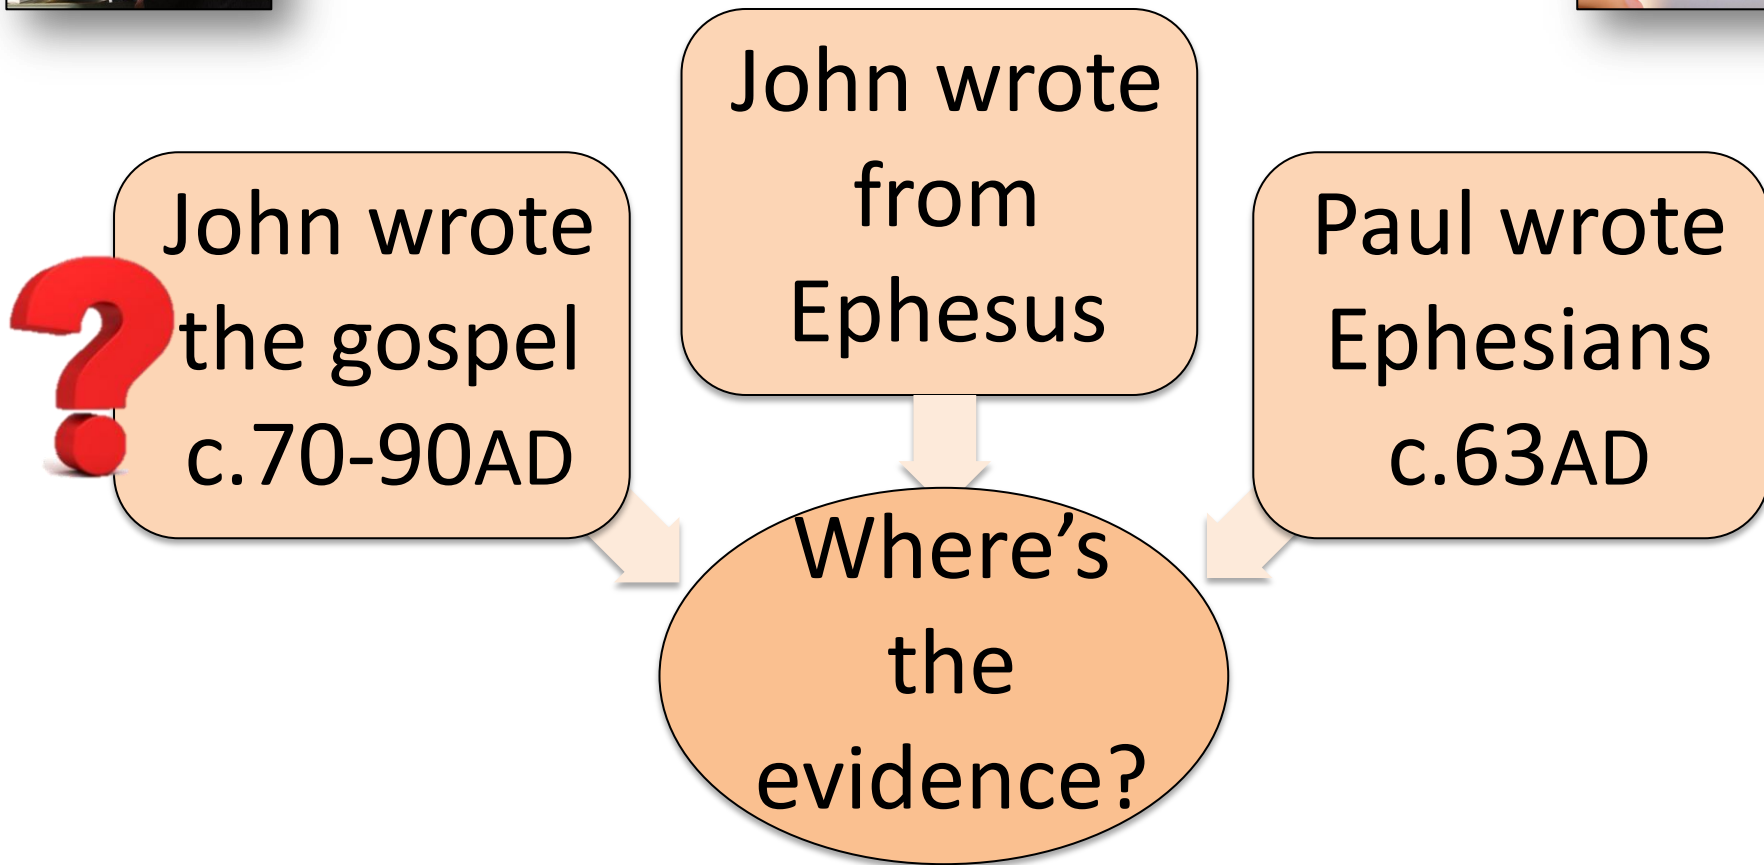 John wrote
the gospel
c.70-90AD
John wrote
from
Ephesus
Paul wrote
Ephesians
c.63AD
Where’s
the
evidence?